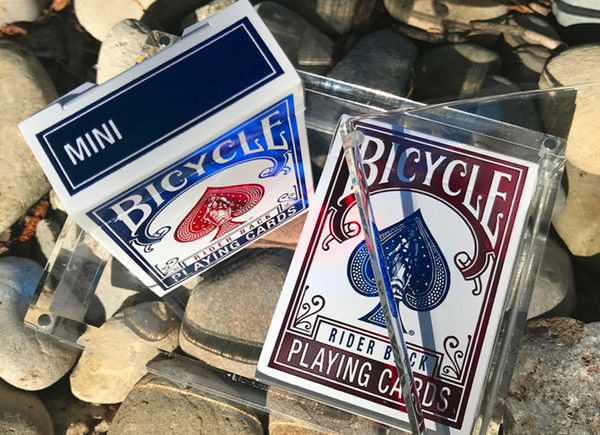 MINI
BICYCLE
RIDER BACK
PLAYING CARDS
BICYCLE
®
RIDER BACK
PLAYING CARDS